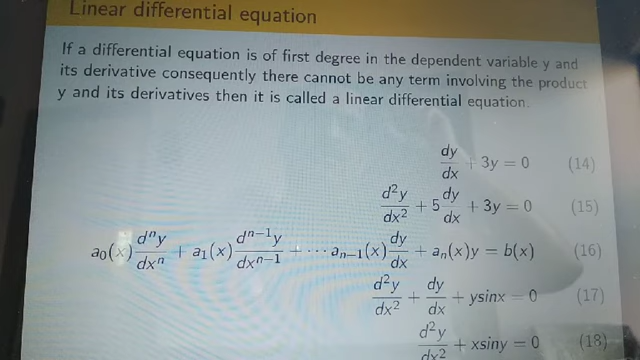 Linear differential equation
If a differential equation is of first degree in the dependent variable y and
its derivative consequently there cannot be any term involving the product
y and its derivatives then it is called a linear differential equation.
dy/dx + 3y = 0 (14)
d²y/dx² + 5 dy/dx + 3y = 0 (15)
a₀(x) dⁿy/dxⁿ + a₁(x) dⁿ⁻¹y/dxⁿ⁻¹ + ··· aₙ₋₁(x) dy/dx + aₙ(x)y = b(x) (16)
d²y/dx² + dy/dx + ysinx = 0 (17)
d²y/dx² + xsiny = 0 (18)